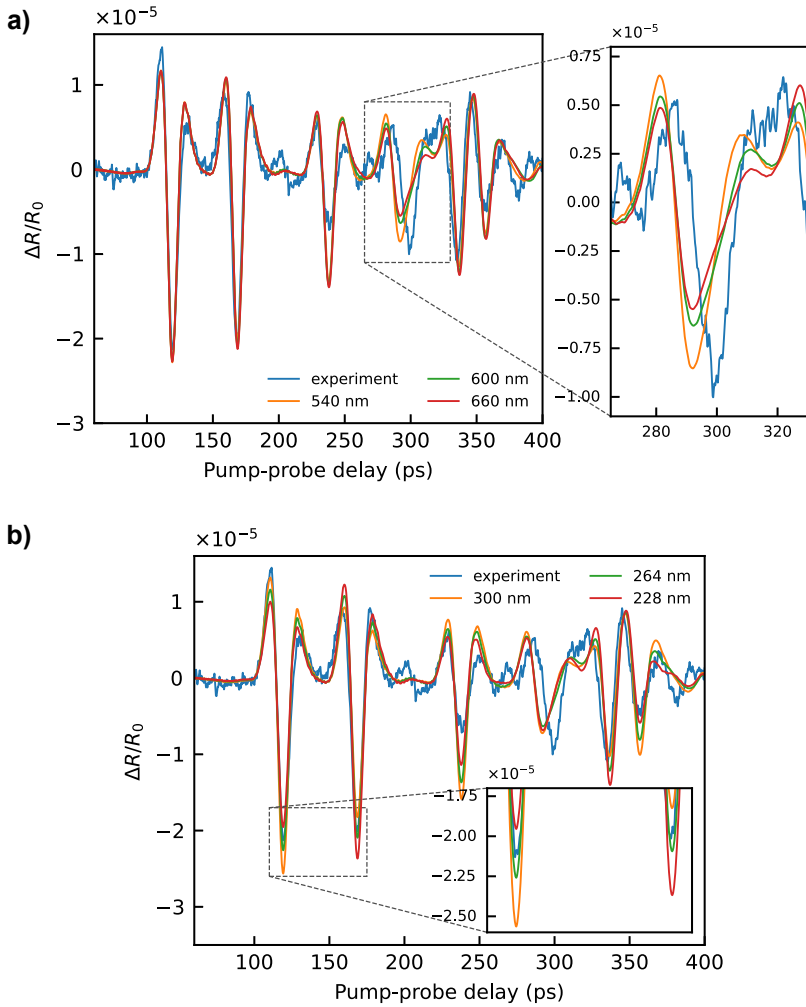 a)
×10⁻⁵
1
0
−1
−2
−3
ΔR/R₀
100 150 200 250 300 350 400
Pump-probe delay (ps)
experiment
540 nm
600 nm
660 nm
×10⁻⁵
0.75
0.50
0.25
0.00
−0.25
−0.50
−0.75
−1.00
280 300 320
b)
×10⁻⁵
1
0
−1
−2
−3
ΔR/R₀
100 150 200 250 300 350 400
Pump-probe delay (ps)
experiment
300 nm
264 nm
228 nm
×10⁻⁵
−1.75
−2.00
−2.25
−2.50